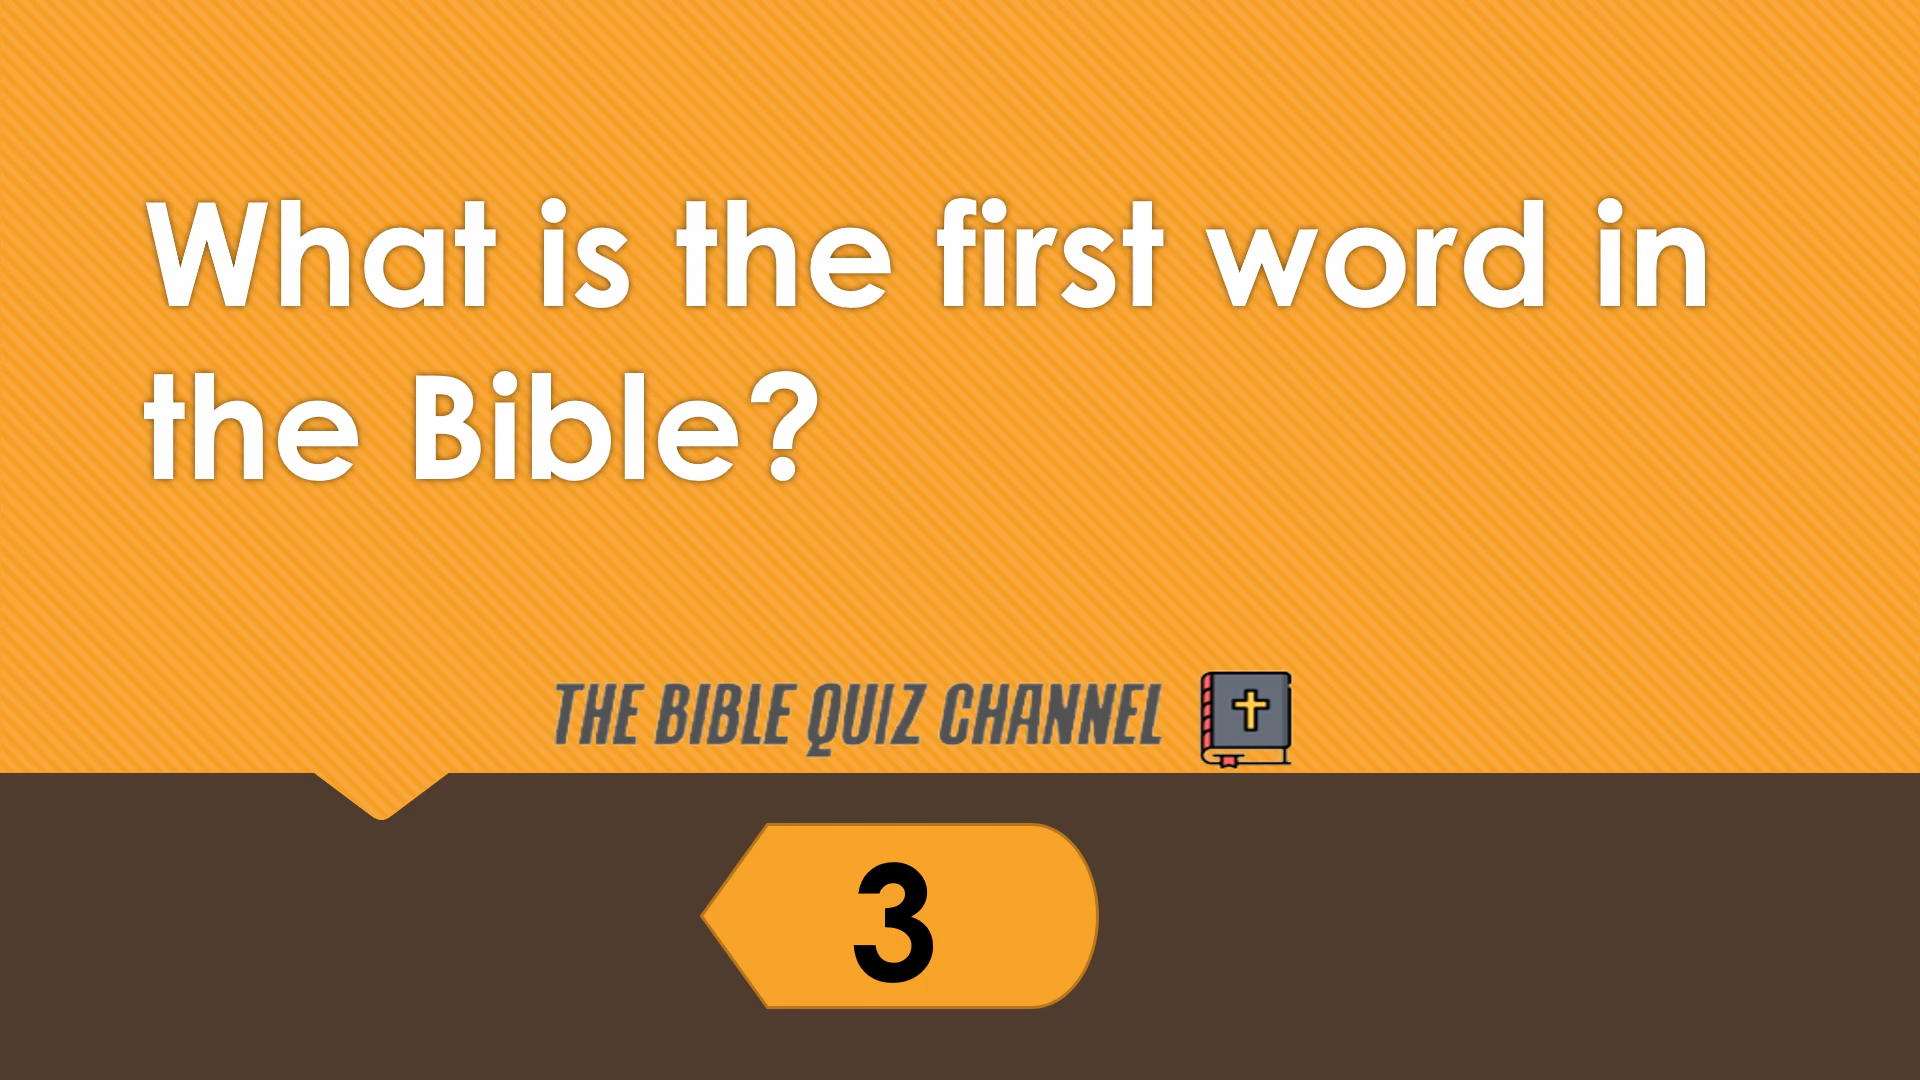 What is the first word in
the Bible?
THE BIBLE QUIZ CHANNEL
3